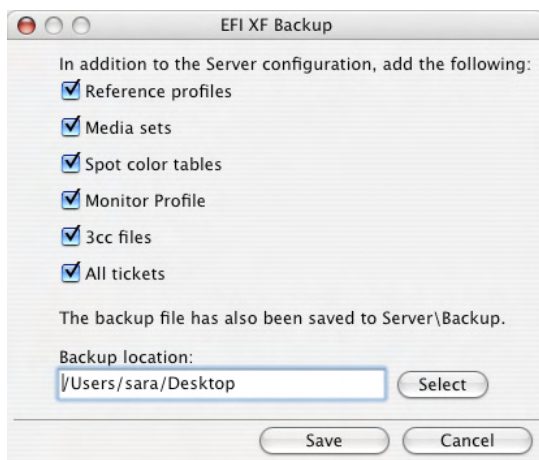 EFI XF Backup
In addition to the Server configuration, add the following:
Reference profiles
Media sets
Spot color tables
Monitor Profile
3cc files
All tickets
The backup file has also been saved to Server\Backup.
Backup location:
/Users/sara/Desktop
Select
Save
Cancel